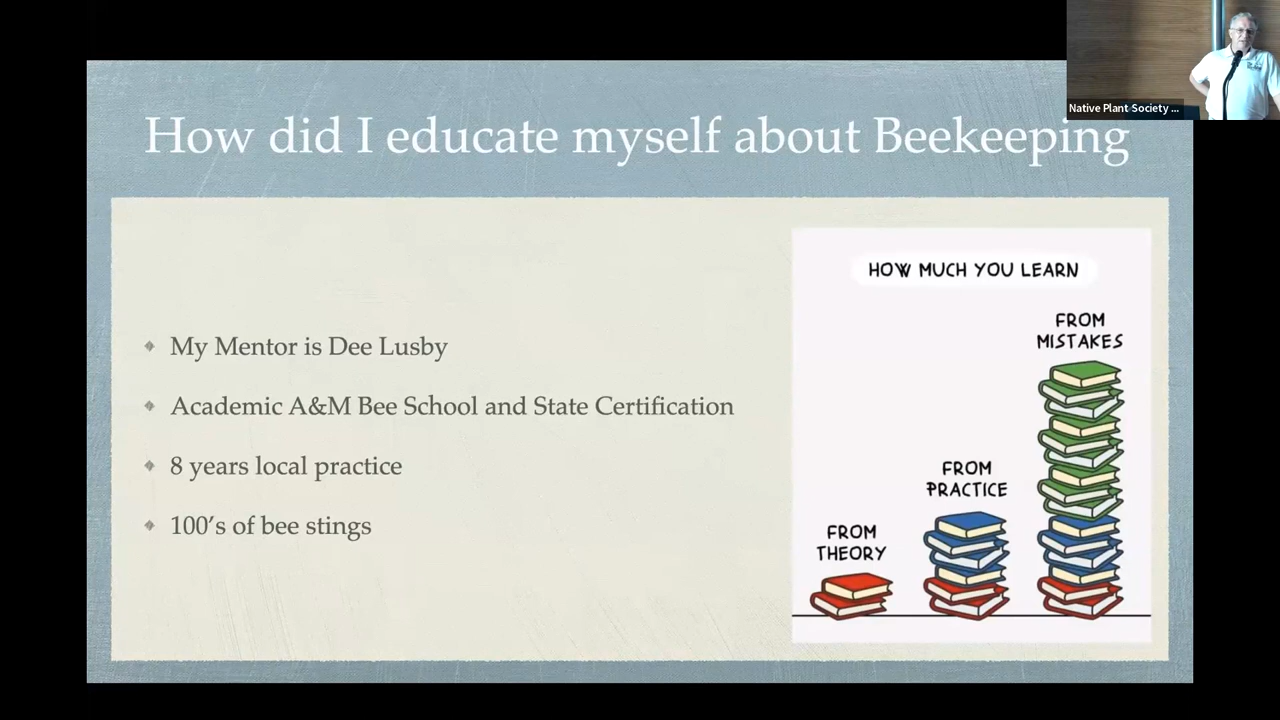 Native Plant Society ...
How did I educate myself about Beekeeping
My Mentor is Dee Lusby
Academic A&M Bee School and State Certification
8 years local practice
100's of bee stings
HOW MUCH YOU LEARN
FROM
MISTAKES
FROM
PRACTICE
FROM
THEORY